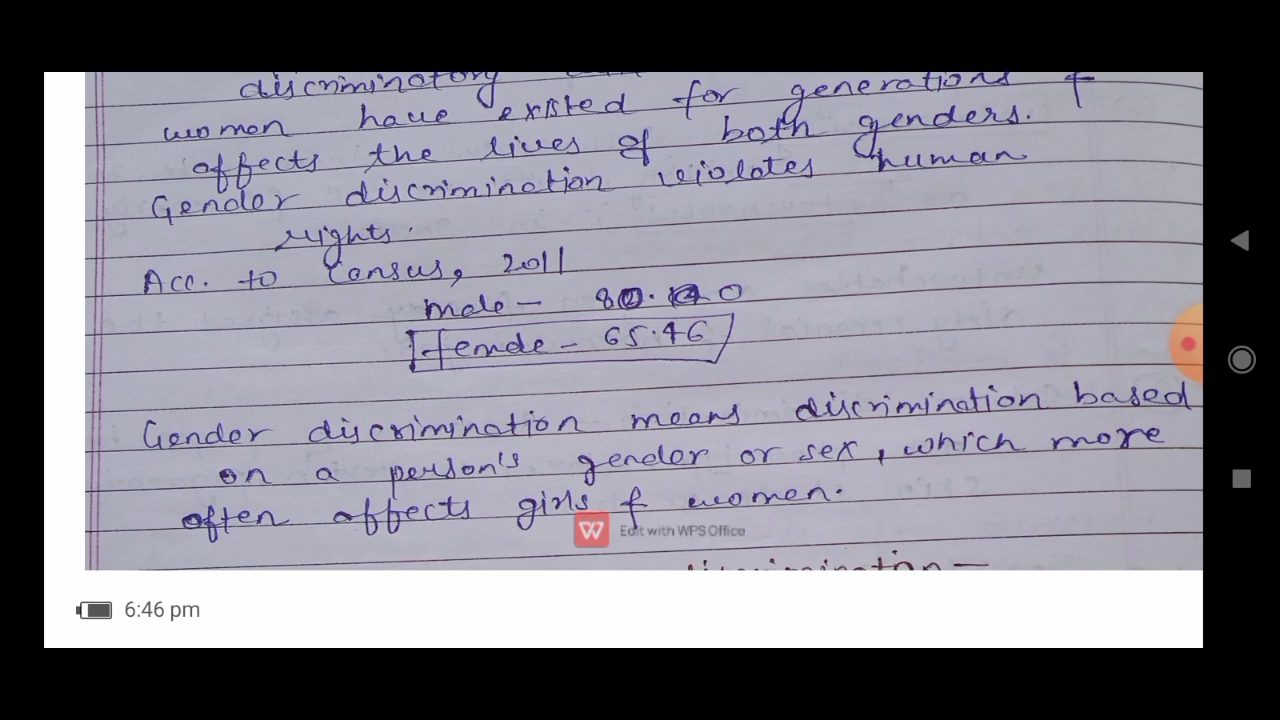 discriminatory
women have existed for generations &
affects the lives of both genders.
Gender discrimination violates human
rights.
Acc. to Census, 2011
male -
female - 65.46
Gender discrimination means discrimination based
on a person's gender or sex, which more
often affects girls & women.
Edit with WPS Office
discrimination -
6:46 pm